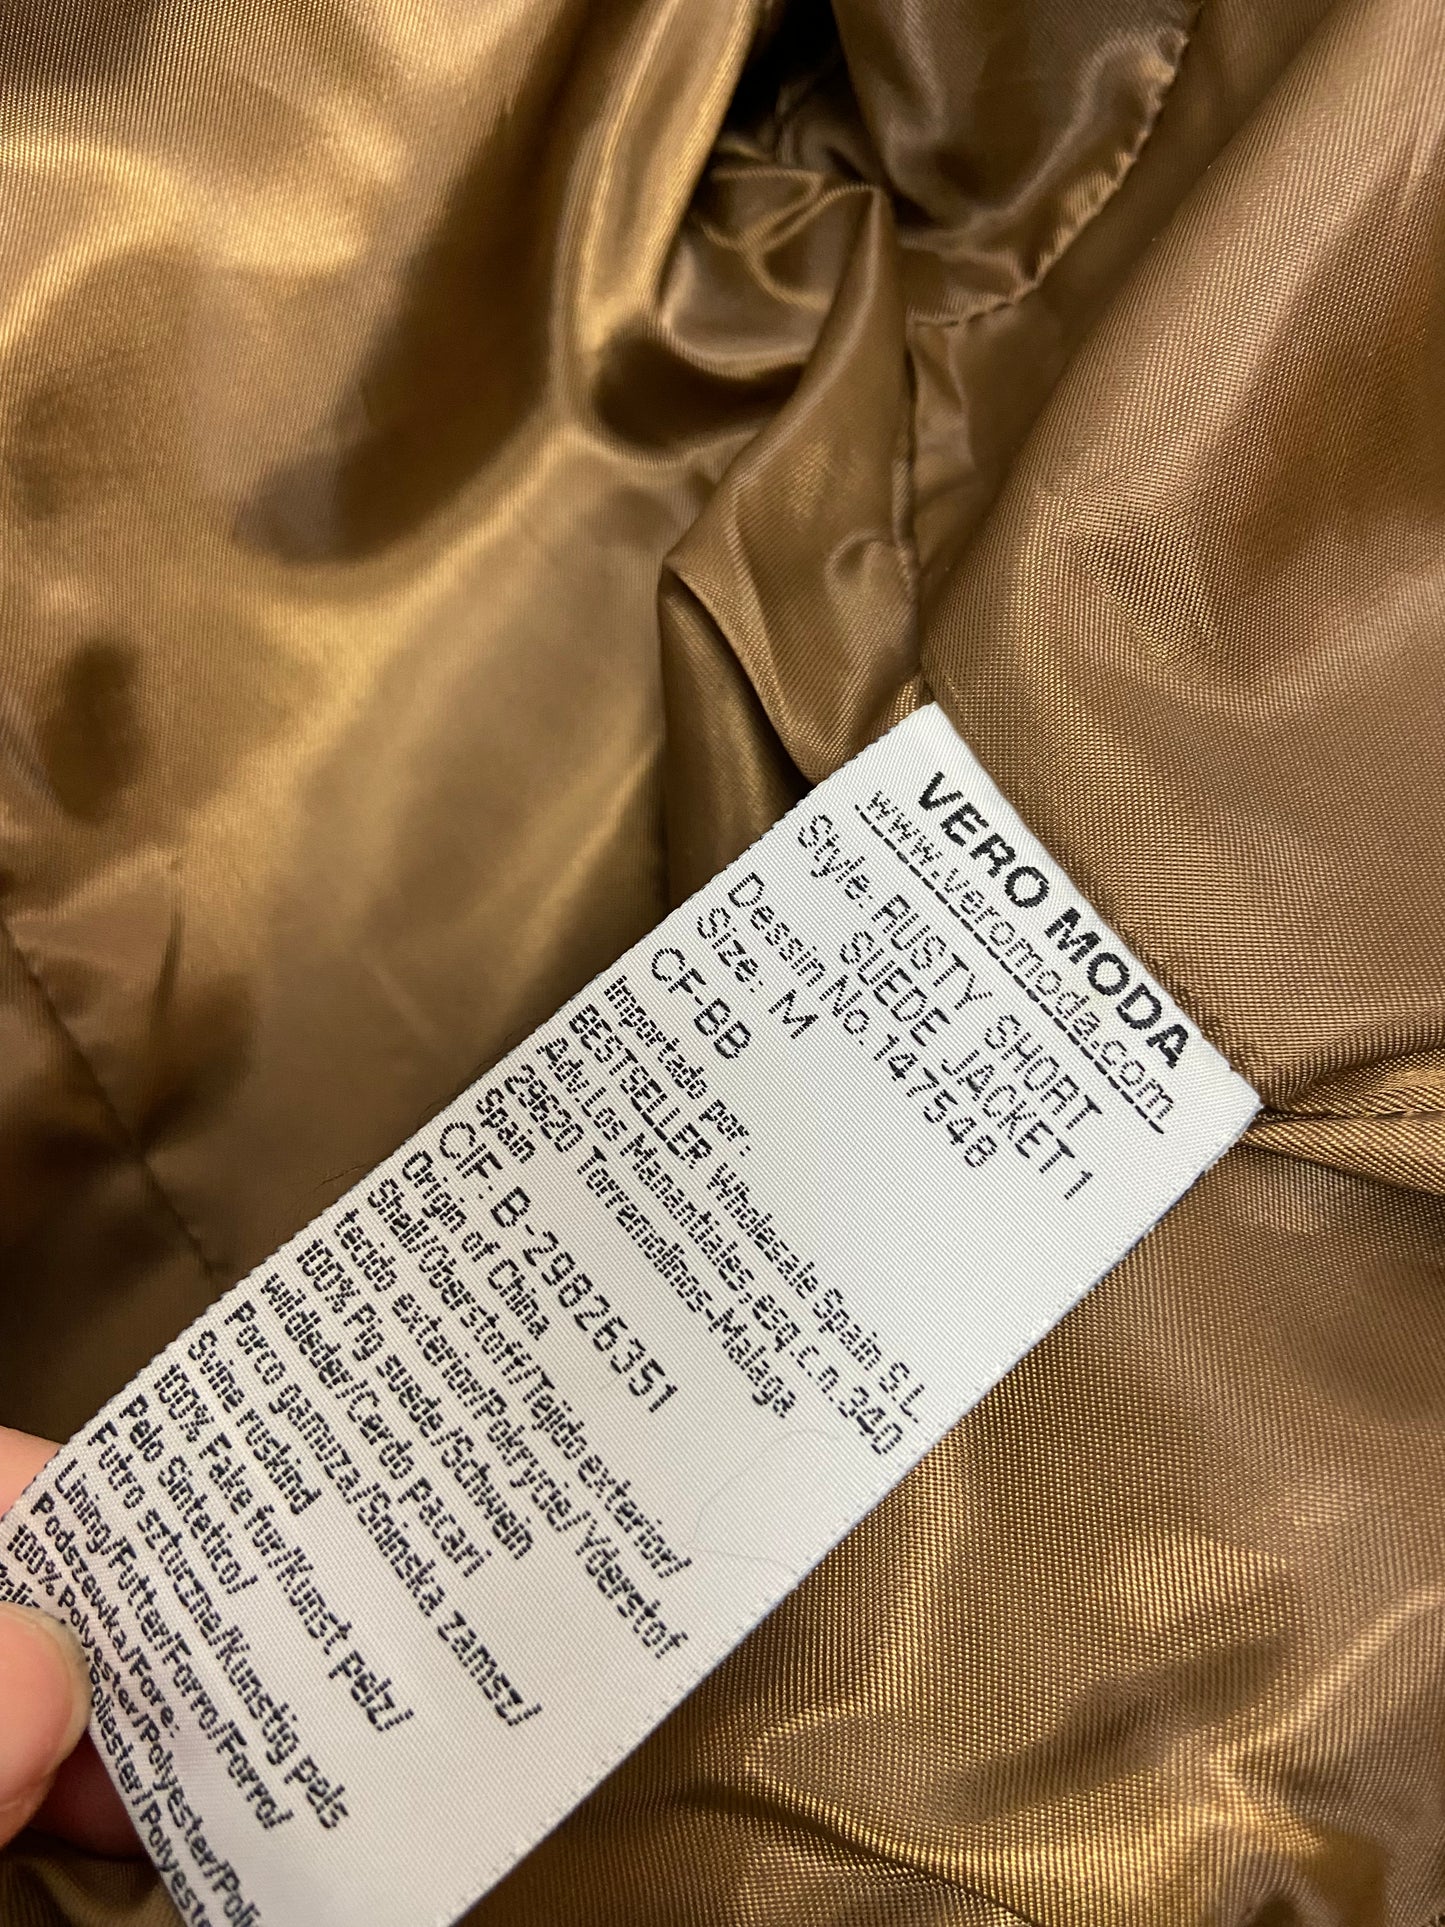 VERO MODA
www.veromoda.com
Style: RUSTY SHORT
SUEDE JACKET 1
Dessin No.147548
Size: M
CF-BB
Importado por:
BESTSELLER Wholesale Spain S.L.
Adv.Los Manantiales,esq.c.n.340
29620 Torremolinos-Malaga
Spain
CIF: B-29826351
Origin of China
Shell/Oberstoff/Tejido exterior/
tecido exterior/Pokrycie/Yderstof
100% Pig suede/Schwein
wildleder/Cerdo pacari
Porco gamuza/Sninska zamsz/
Svine ruskind
100% Fake fur/Kunst pelz/
Pelo Sintetico/
Futro sztuczne/Kunstig pels
Lining/Futter/Forro/Forro/
Podszewka/Fore:
100% Polyester/Polyester/Poli
Poliester/Polyeste